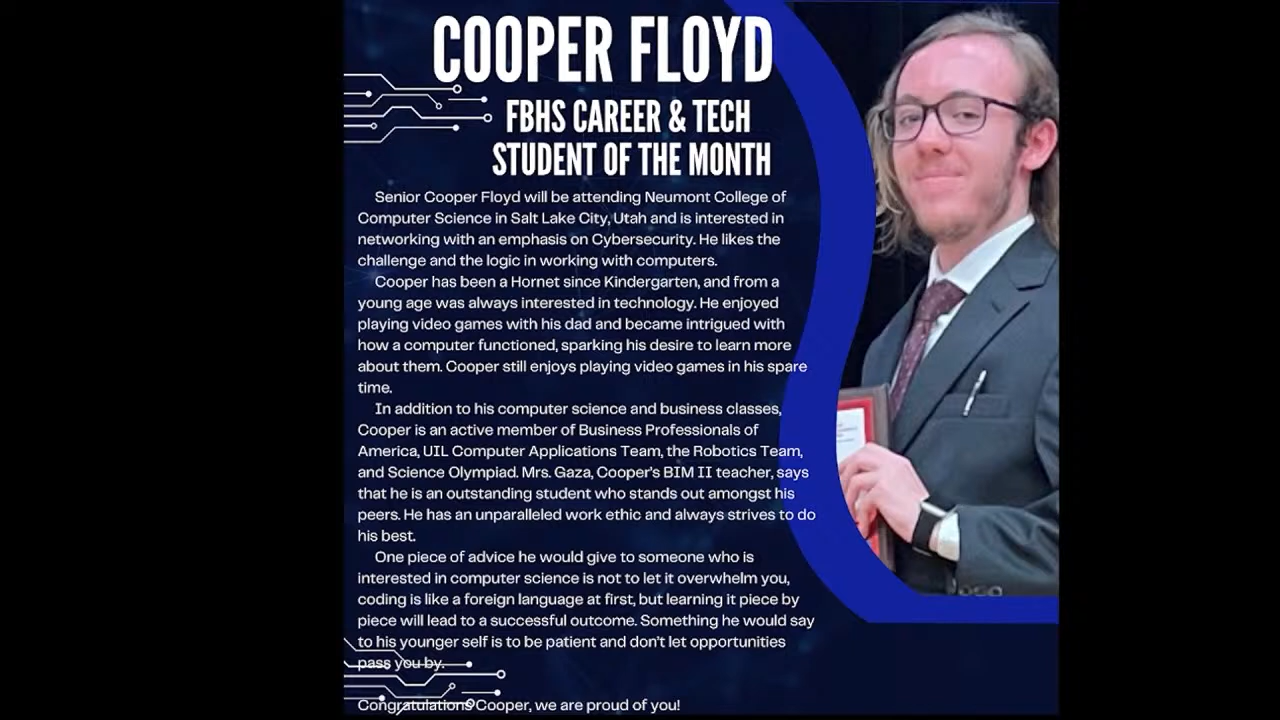 COOPER FLOYD
FBHS CAREER & TECH
STUDENT OF THE MONTH
Senior Cooper Floyd will be attending Neumont College of
Computer Science in Salt Lake City, Utah and is interested in
networking with an emphasis on Cybersecurity. He likes the
challenge and the logic in working with computers.
Cooper has been a Hornet since Kindergarten, and from a
young age was always interested in technology. He enjoyed
playing video games with his dad and became intrigued with
how a computer functioned, sparking his desire to learn more
about them. Cooper still enjoys playing video games in his spare
time.
In addition to his computer science and business classes,
Cooper is an active member of Business Professionals of
America, UIL Computer Applications Team, the Robotics Team,
and Science Olympiad. Mrs. Gaza, Cooper's BIM II teacher, says
that he is an outstanding student who stands out amongst his
peers. He has an unparalleled work ethic and always strives to do
his best.
One piece of advice he would give to someone who is
interested in computer science is not to let it overwhelm you,
coding is like a foreign language at first, but learning it piece by
piece will lead to a successful outcome. Something he would say
to his younger self is to be patient and don't let opportunities
pass you by.
Congratulations Cooper, we are proud of you!